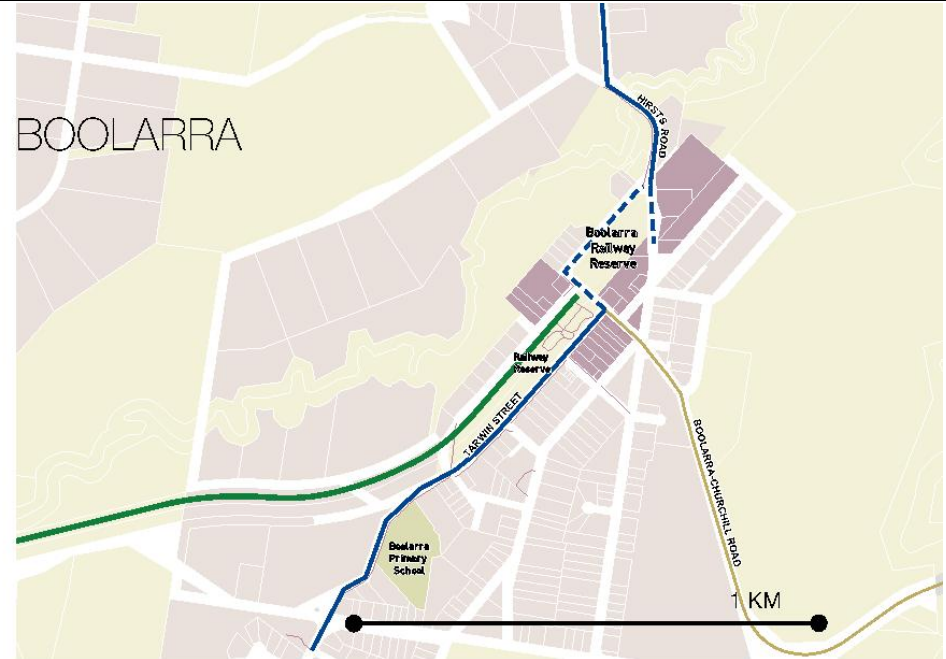 HIRSTS ROAD
BOOLARRA
Boolarra
Railway
Reserve
Railway
Reserve
TARWIN STREET
BOOLARRA-CHURCHILL ROAD
Boolarra
Primary
School
1 KM